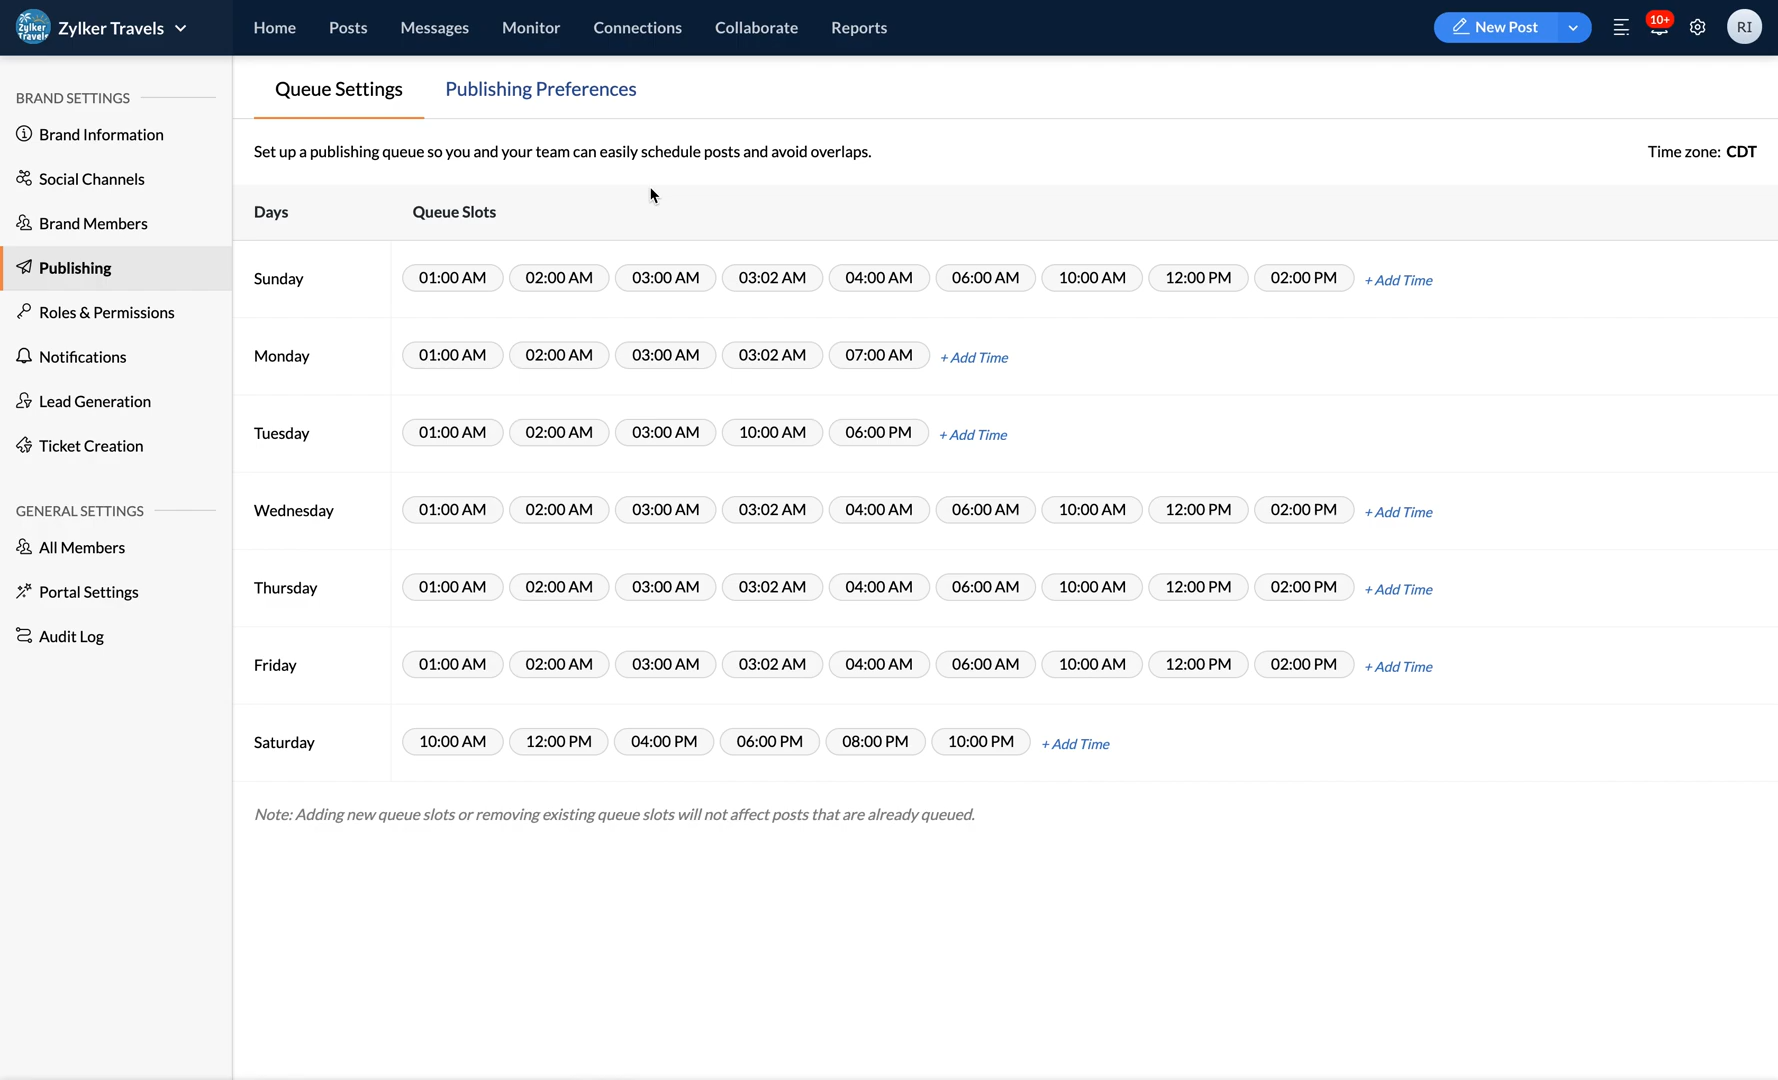 Zylker Travels
Zylker Travels Home Posts Messages Monitor Connections Collaborate Reports New Post 10+ RI
BRAND SETTINGS
Brand Information
Social Channels
Brand Members
Publishing
Roles & Permissions
Notifications
Lead Generation
Ticket Creation
GENERAL SETTINGS
All Members
Portal Settings
Audit Log
Queue Settings Publishing Preferences
Set up a publishing queue so you and your team can easily schedule posts and avoid overlaps. Time zone: CDT
Days Queue Slots
Sunday 01:00 AM 02:00 AM 03:00 AM 03:02 AM 04:00 AM 06:00 AM 10:00 AM 12:00 PM 02:00 PM + Add Time
Monday 01:00 AM 02:00 AM 03:00 AM 03:02 AM 07:00 AM + Add Time
Tuesday 01:00 AM 02:00 AM 03:00 AM 10:00 AM 06:00 PM + Add Time
Wednesday 01:00 AM 02:00 AM 03:00 AM 03:02 AM 04:00 AM 06:00 AM 10:00 AM 12:00 PM 02:00 PM + Add Time
Thursday 01:00 AM 02:00 AM 03:00 AM 03:02 AM 04:00 AM 06:00 AM 10:00 AM 12:00 PM 02:00 PM + Add Time
Friday 01:00 AM 02:00 AM 03:00 AM 03:02 AM 04:00 AM 06:00 AM 10:00 AM 12:00 PM 02:00 PM + Add Time
Saturday 10:00 AM 12:00 PM 04:00 PM 06:00 PM 08:00 PM 10:00 PM + Add Time
Note: Adding new queue slots or removing existing queue slots will not affect posts that are already queued.